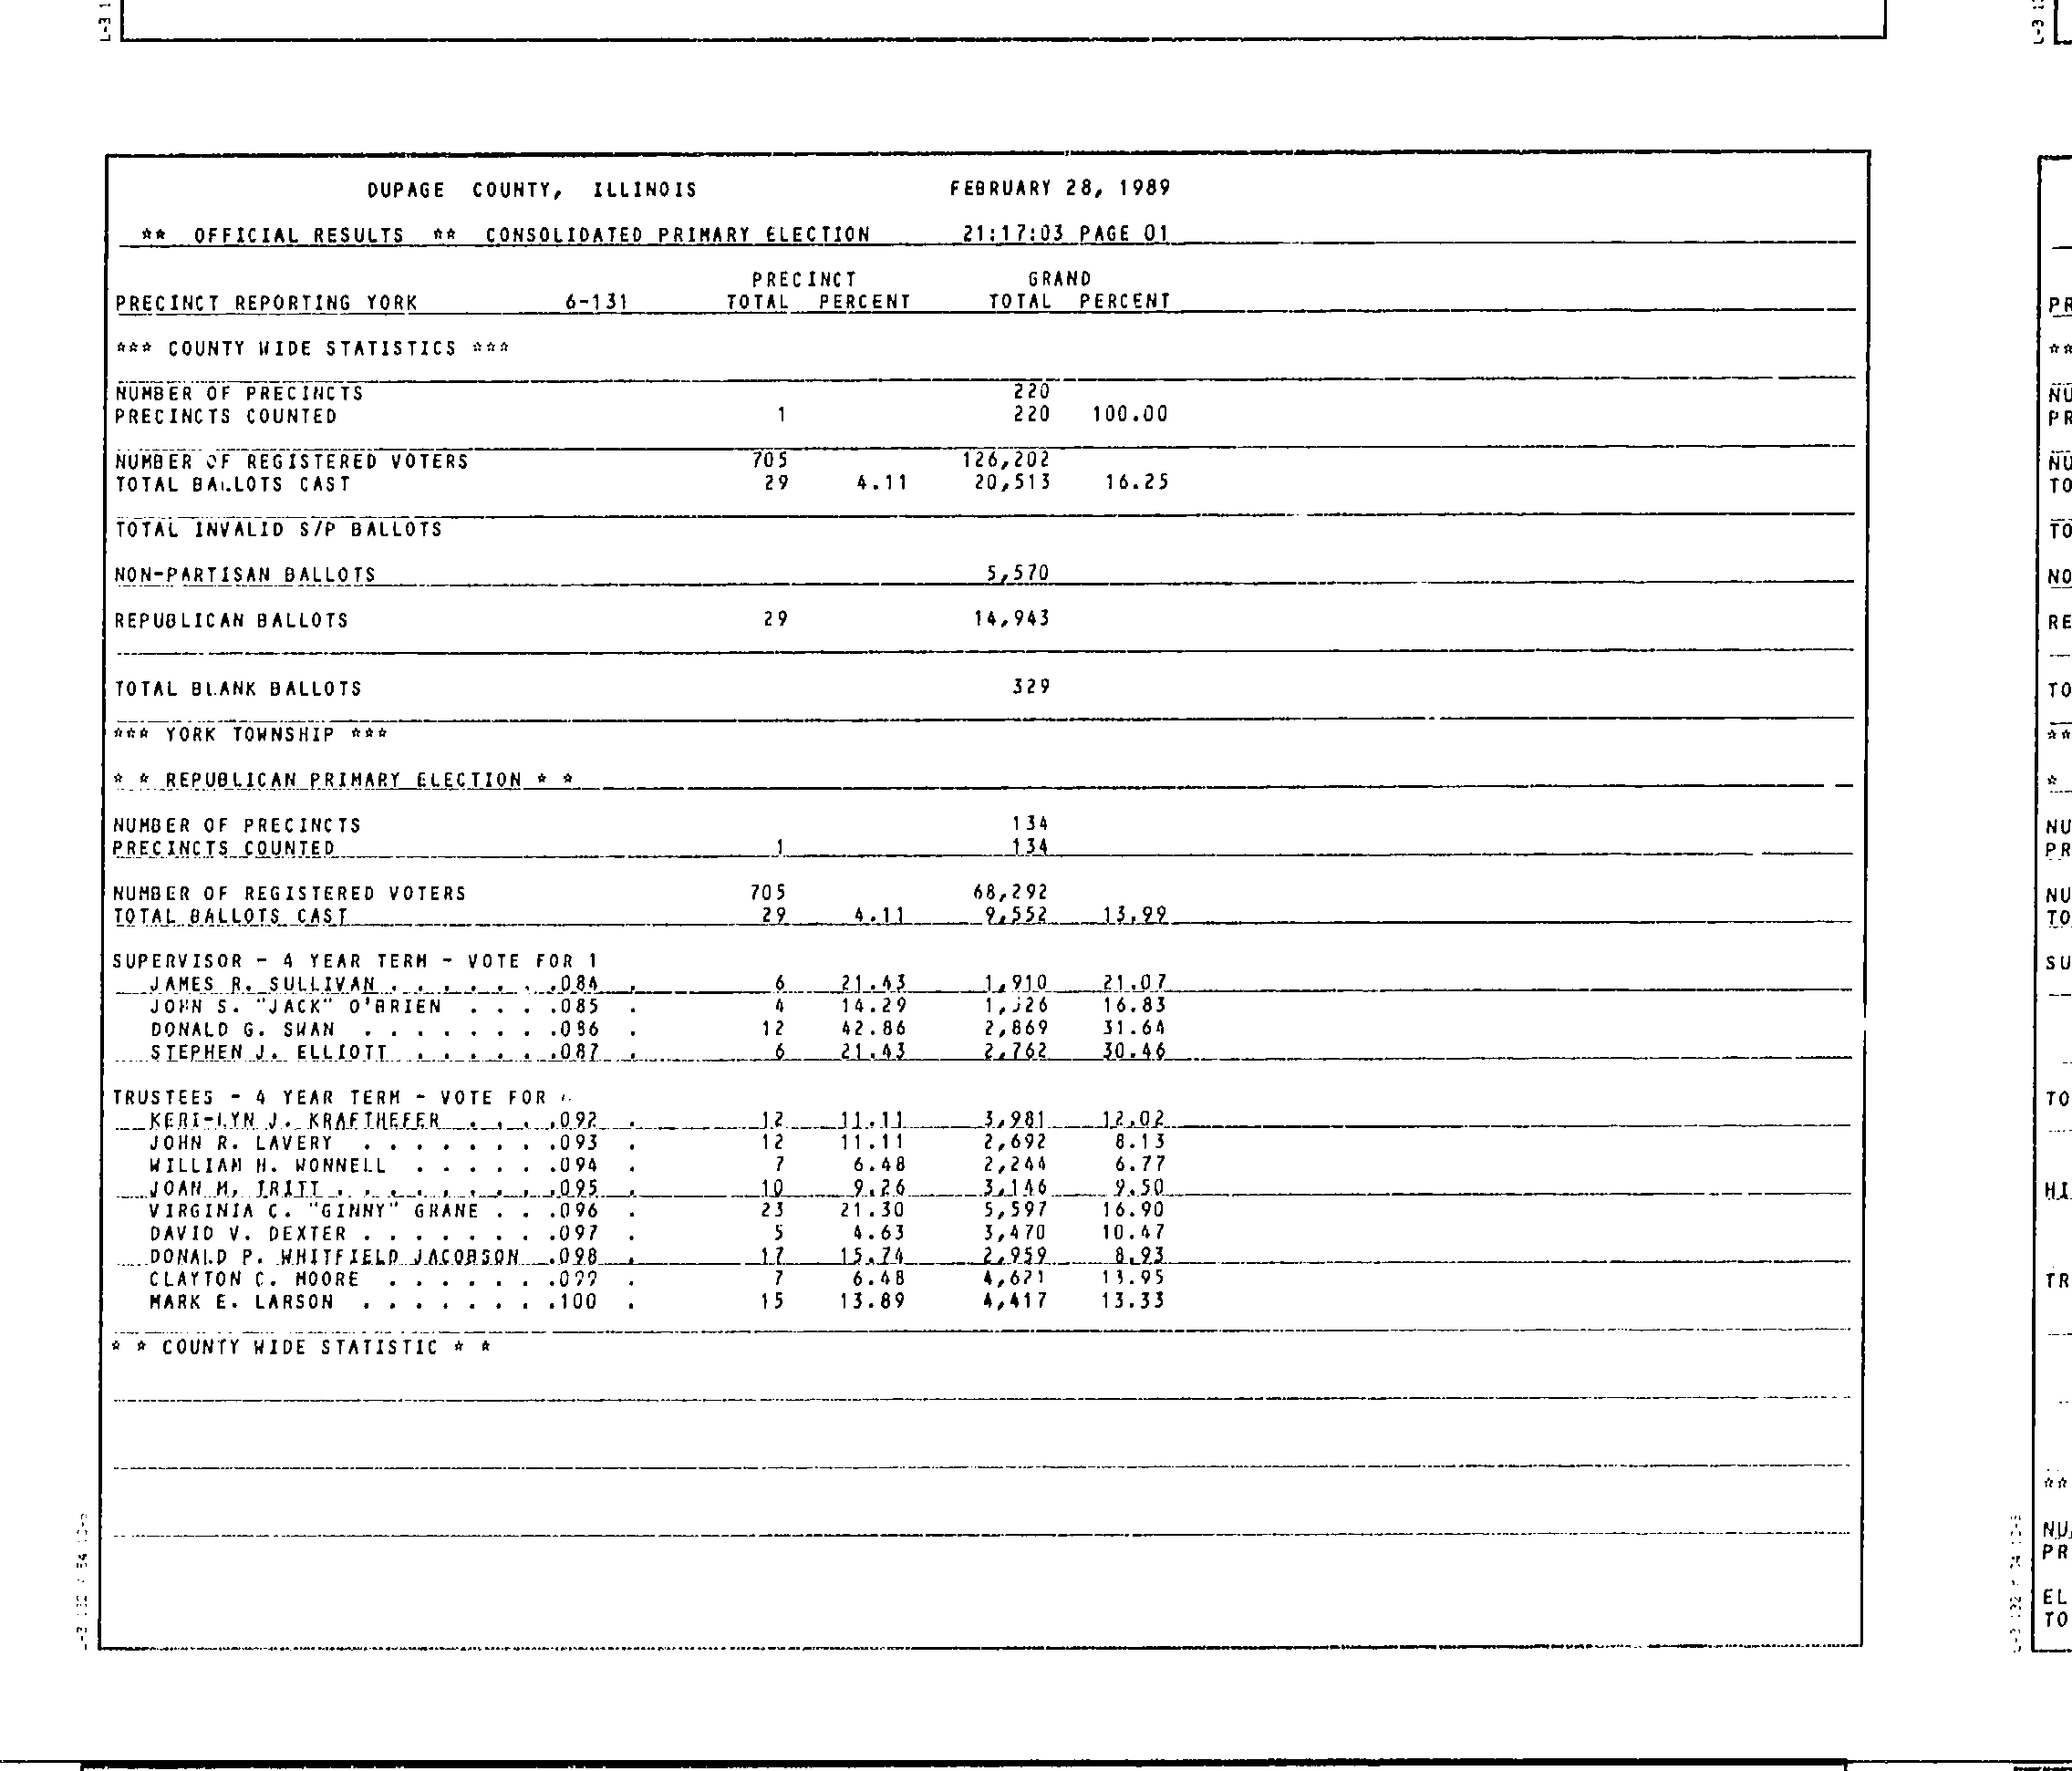 L-3 1
DUPAGE COUNTY, ILLINOIS FEBRUARY 28, 1989
** OFFICIAL RESULTS ** CONSOLIDATED PRIMARY ELECTION 21:17:03 PAGE 01
PRECINCT GRAND
PRECINCT REPORTING YORK 6-131 TOTAL PERCENT TOTAL PERCENT
*** COUNTY WIDE STATISTICS ***
NUMBER OF PRECINCTS 220
PRECINCTS COUNTED 1 220 100.00
NUMBER OF REGISTERED VOTERS 705 126,202
TOTAL BALLOTS CAST 29 4.11 20,513 16.25
TOTAL INVALID S/P BALLOTS
NON-PARTISAN BALLOTS 5,570
REPUBLICAN BALLOTS 29 14,943
TOTAL BLANK BALLOTS 329
*** YORK TOWNSHIP ***
* * REPUBLICAN PRIMARY ELECTION * *
NUMBER OF PRECINCTS 134
PRECINCTS COUNTED 1 134
NUMBER OF REGISTERED VOTERS 705 68,292
TOTAL BALLOTS CAST 29 4.11 9,552 13.99
SUPERVISOR - 4 YEAR TERM - VOTE FOR 1
JAMES R. SULLIVAN . . . . . . .084 . 6 21.43 1,910 21.07
JOHN S. "JACK" O'BRIEN . . . .085 . 4 14.29 16.83
DONALD G. SWAN . . . . . . . .086 . 12 42.86 2,869 31.64
STEPHEN J. ELLIOTT . . . . . .087 . 6 21.43 2,762 30.46
TRUSTEES - 4 YEAR TERM - VOTE FOR
KERI-LYN J. KRAFTHEFER . . . .092 . 12 11.11 3,981 12.02
JOHN R. LAVERY . . . . . . . .093 . 12 11.11 2,692 8.13
WILLIAM H. WONNELL . . . . . .094 . 7 6.48 2,244 6.77
JOAN M. TRITT . . . . . . . . .095 . 10 9.26 3,146 9.50
VIRGINIA C. "GINNY" GRANE . . .096 . 23 21.30 5,597 16.90
DAVID V. DEXTER . . . . . . . .097 . 5 4.63 3,470 10.47
DONALD P. WHITFIELD JACOBSON .098 . 17 15.74 2,959 8.93
CLAYTON C. MOORE . . . . . . .099 . 7 6.48 4,621 13.95
MARK E. LARSON . . . . . . . .100 . 15 13.89 4,417 13.33
* * COUNTY WIDE STATISTIC * *